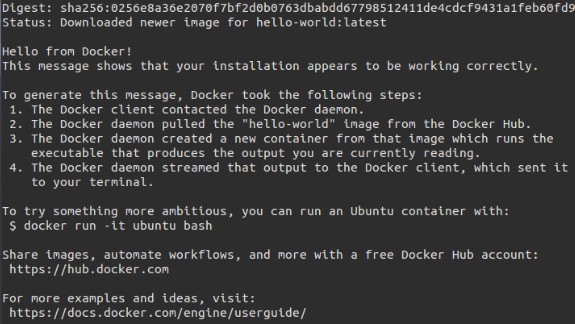 Digest: sha256:0256e8a36e2070f7bf2d0b0763dbabdd67798512411de4cdcf9431a1feb60fd9
Status: Downloaded newer image for hello-world:latest
Hello from Docker!
This message shows that your installation appears to be working correctly.
To generate this message, Docker took the following steps:
1. The Docker client contacted the Docker daemon.
2. The Docker daemon pulled the "hello-world" image from the Docker Hub.
3. The Docker daemon created a new container from that image which runs the
executable that produces the output you are currently reading.
4. The Docker daemon streamed that output to the Docker client, which sent it
to your terminal.
To try something more ambitious, you can run an Ubuntu container with:
$ docker run -it ubuntu bash
Share images, automate workflows, and more with a free Docker Hub account:
https://hub.docker.com
For more examples and ideas, visit:
https://docs.docker.com/engine/userguide/